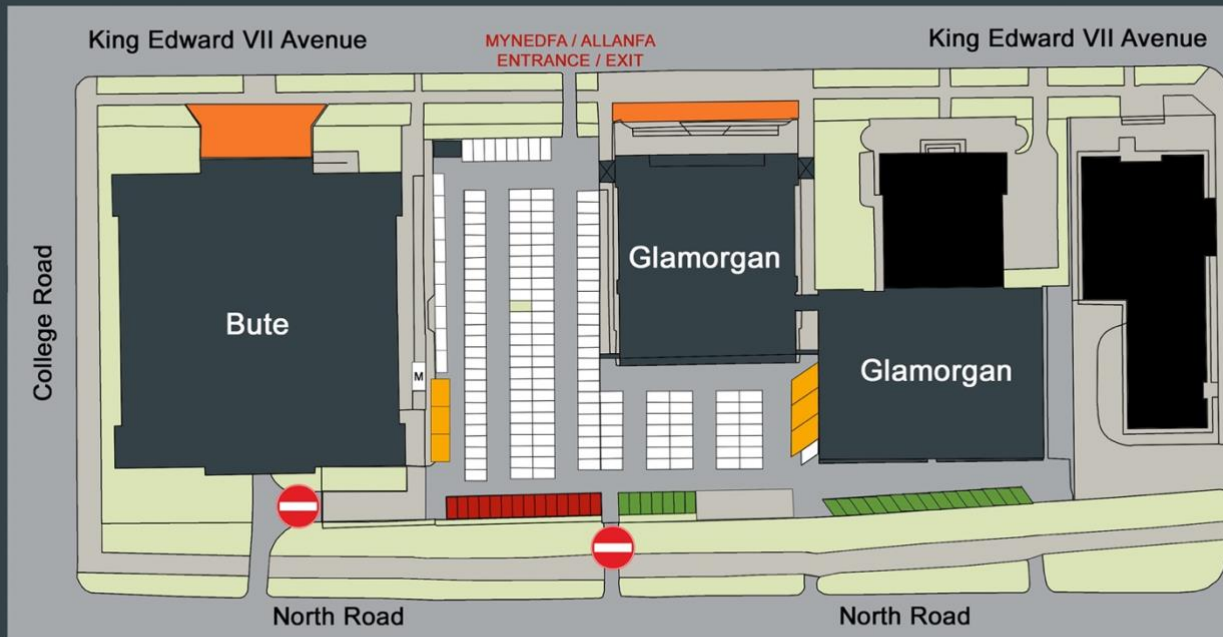 King Edward VII Avenue
MYNEDFA / ALLANFA
ENTRANCE / EXIT
King Edward VII Avenue
College Road
Bute
Glamorgan
Glamorgan
M
North Road
North Road